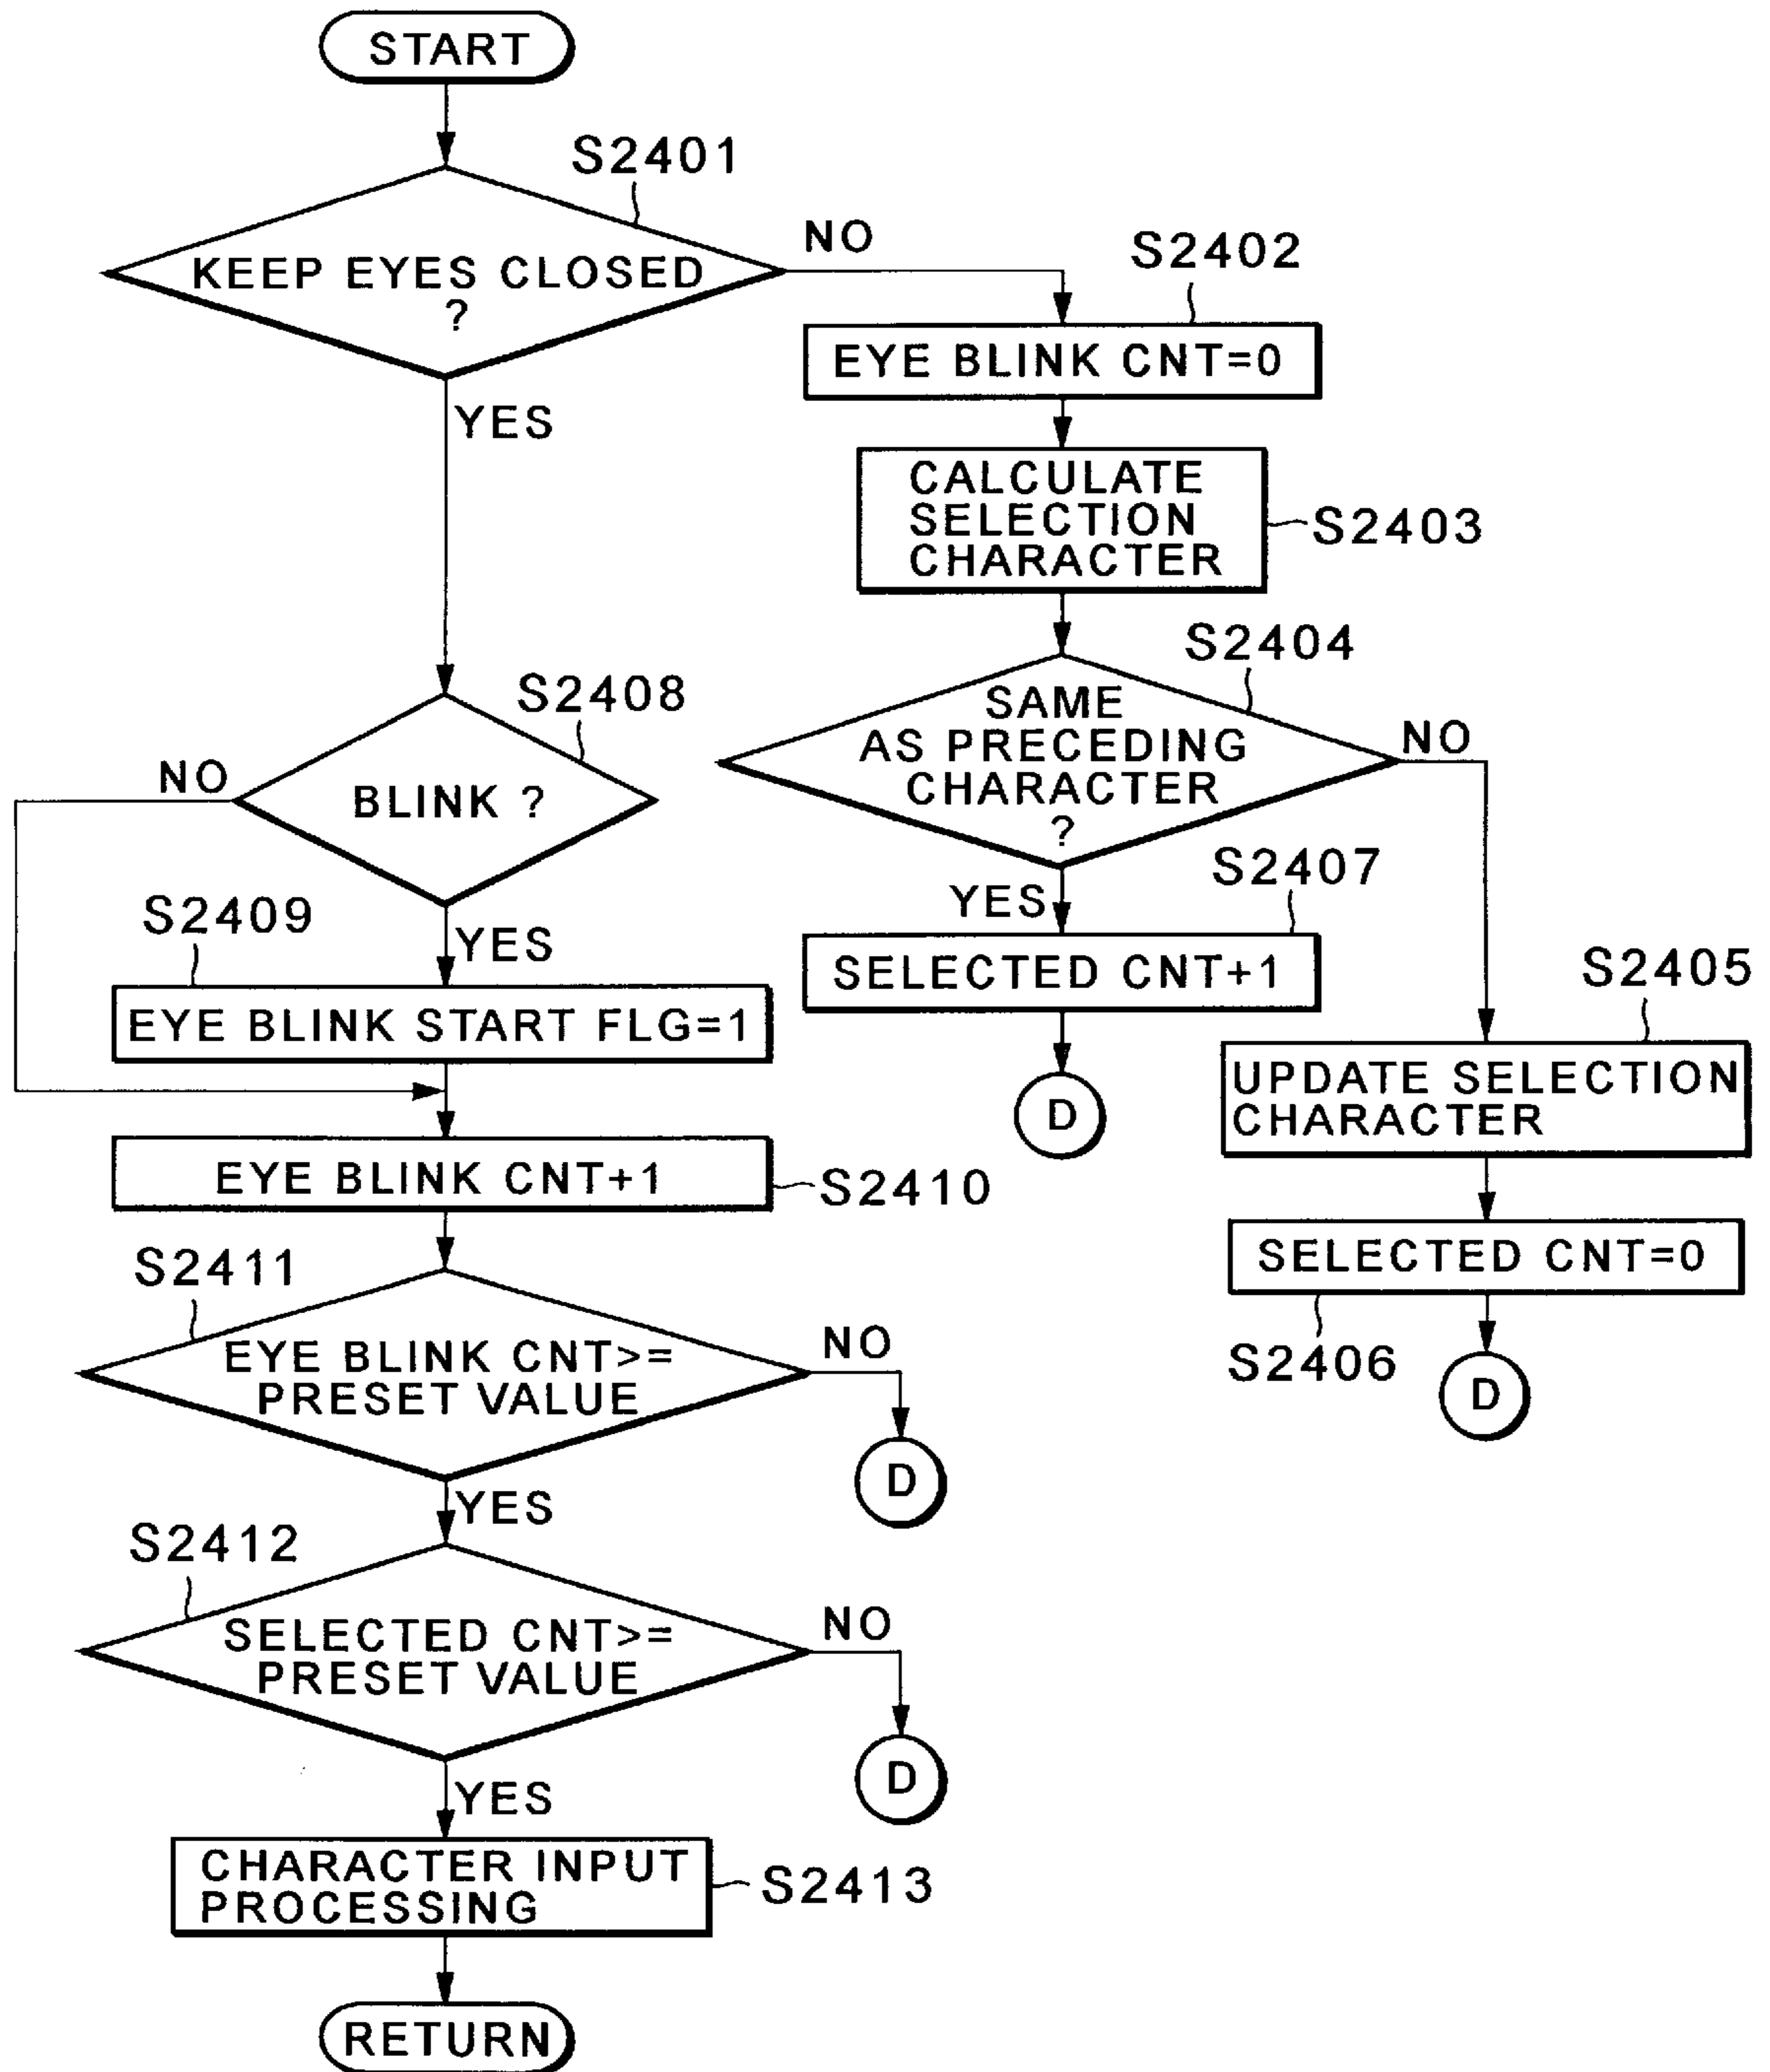 START
S2401
KEEP EYES CLOSED
?
NO
YES
S2402
EYE BLINK CNT=0
CALCULATE
SELECTION
CHARACTER
S2403
S2404
SAME
AS PRECEDING
CHARACTER
?
NO
YES
S2407
SELECTED CNT+1
D
S2405
UPDATE SELECTION
CHARACTER
SELECTED CNT=0
S2406
D
S2408
BLINK ?
NO
YES
S2409
EYE BLINK START FLG=1
EYE BLINK CNT+1
S2410
S2411
EYE BLINK CNT>=
PRESET VALUE
NO
D
YES
S2412
SELECTED CNT>=
PRESET VALUE
NO
D
YES
CHARACTER INPUT
PROCESSING
S2413
RETURN